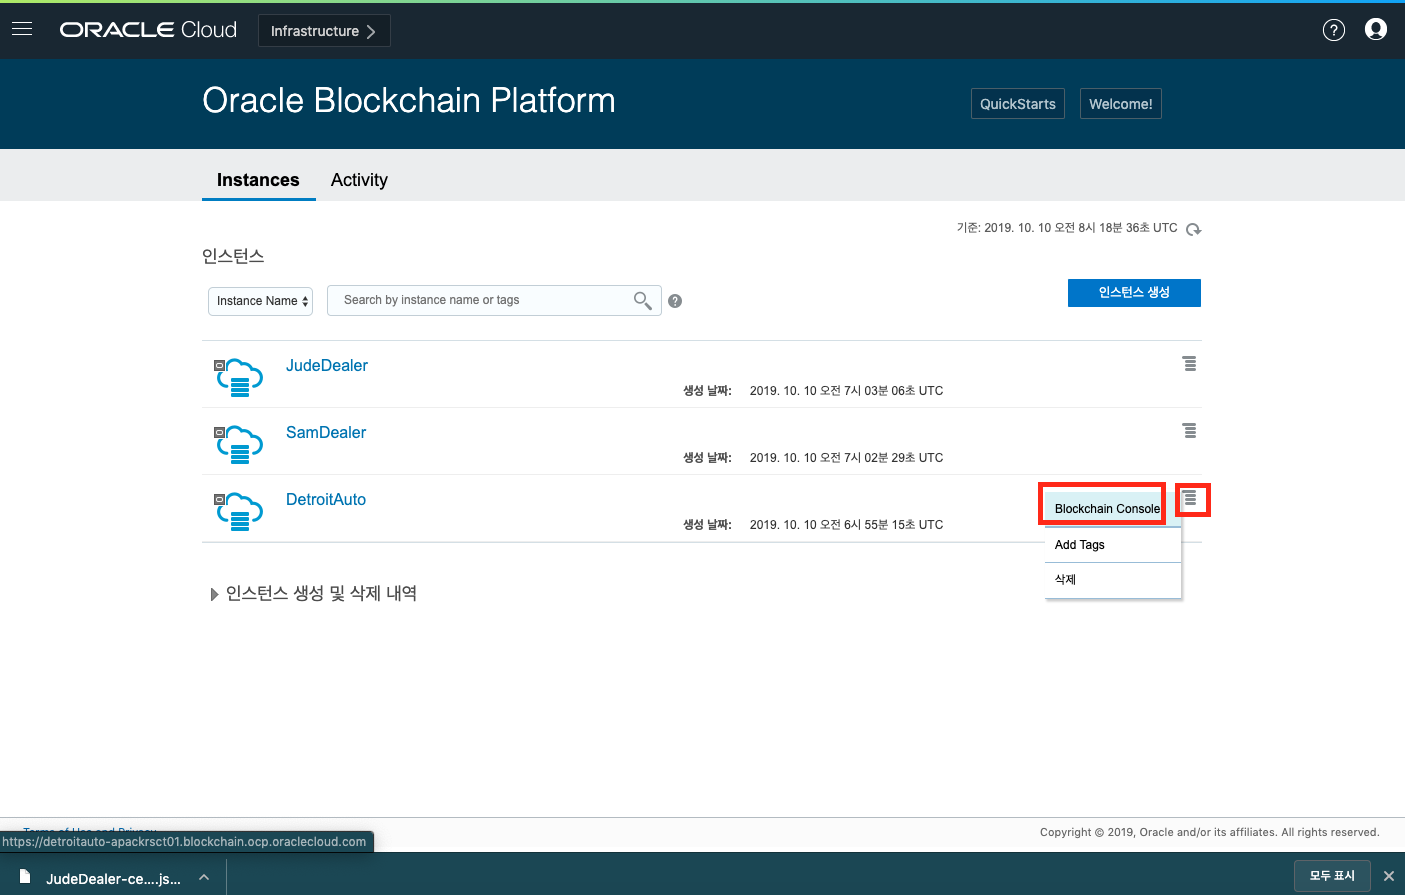 ORACLE Cloud
Infrastructure
Oracle Blockchain Platform
QuickStarts
Welcome!
Instances
Activity
기준: 2019. 10. 10 오전 8시 18분 36초 UTC
인스턴스
Instance Name
Search by instance name or tags
인스턴스 생성
JudeDealer
생성 날짜: 2019. 10. 10 오전 7시 03분 06초 UTC
SamDealer
생성 날짜: 2019. 10. 10 오전 7시 02분 29초 UTC
DetroitAuto
생성 날짜: 2019. 10. 10 오전 6시 55분 15초 UTC
Blockchain Console
Add Tags
삭제
인스턴스 생성 및 삭제 내역
Terms of Use and Privacy
Copyright © 2019, Oracle and/or its affiliates. All rights reserved.
https://detroitauto-apackrsct01.blockchain.ocp.oraclecloud.com
JudeDealer-ce....js...
모두 표시